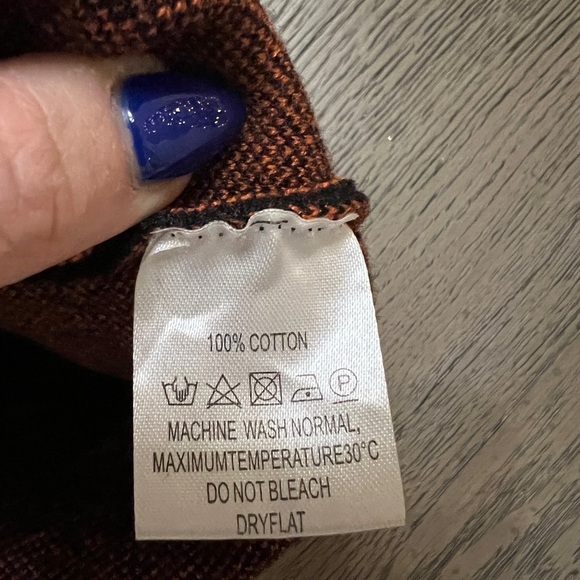 100% COTTON
P
MACHINE WASH NORMAL,
MAXIMUMTEMPERATURE30°C
DO NOT BLEACH
DRYFLAT